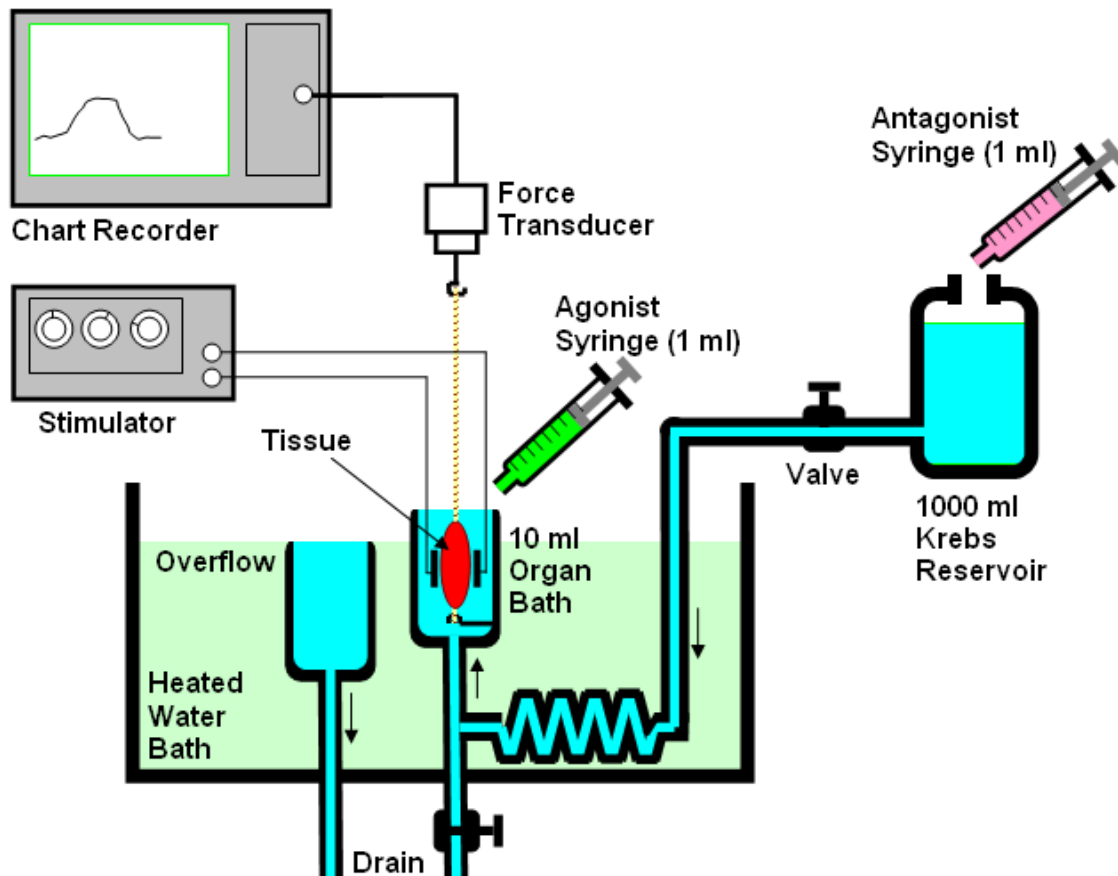 Chart Recorder
Force
Transducer
Antagonist
Syringe (1 ml)
Stimulator
Agonist
Syringe (1 ml)
Tissue
Valve
1000 ml
Krebs
Reservoir
Overflow
10 ml
Organ
Bath
Heated
Water
Bath
Drain